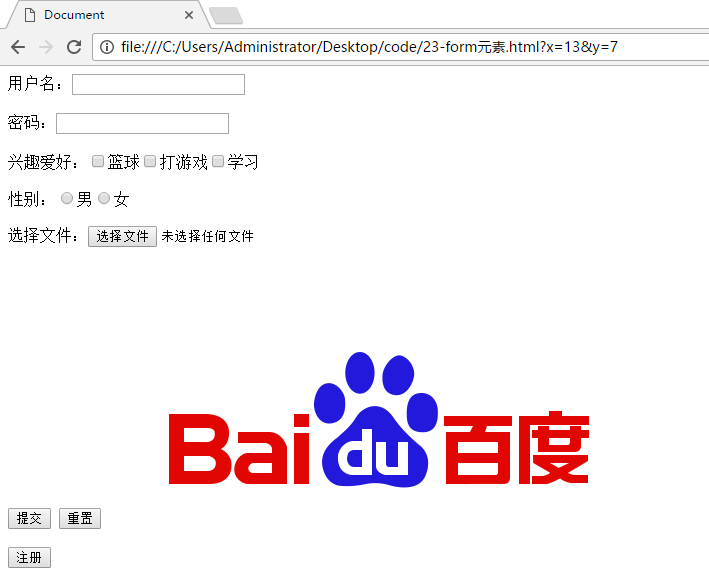 Document
file:///C:/Users/Administrator/Desktop/code/23-form元素.html?x=13&y=7
用户名：
密码：
兴趣爱好： 篮球 打游戏 学习
性别： 男 女
选择文件： 选择文件 未选择任何文件
Bai du 百度
提交 重置
注册